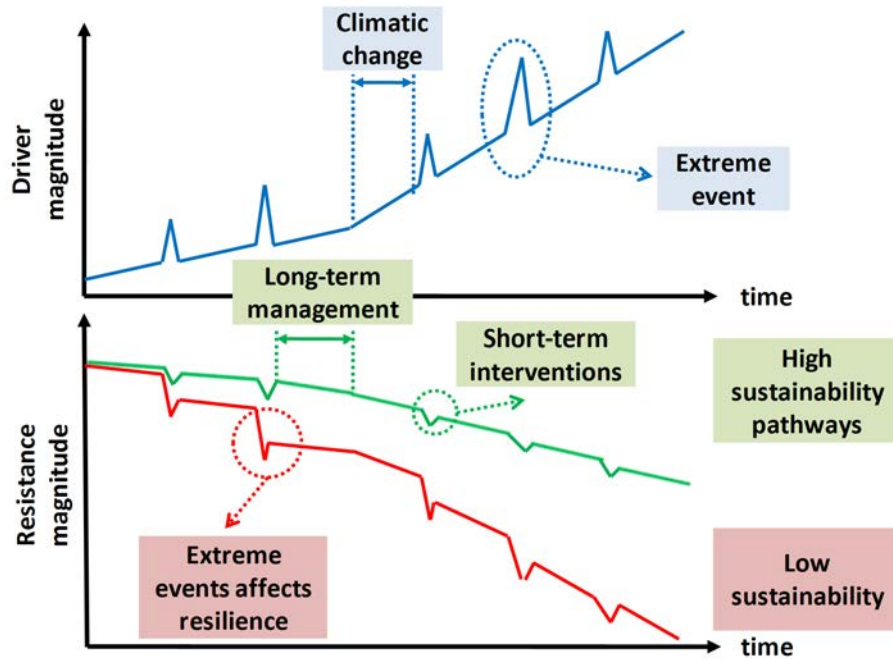 Climatic
change
Driver
magnitude
Extreme
event
time
Long-term
management
Short-term
interventions
High
sustainability
pathways
Resistance
magnitude
Extreme
events affects
resilience
Low
sustainability
time